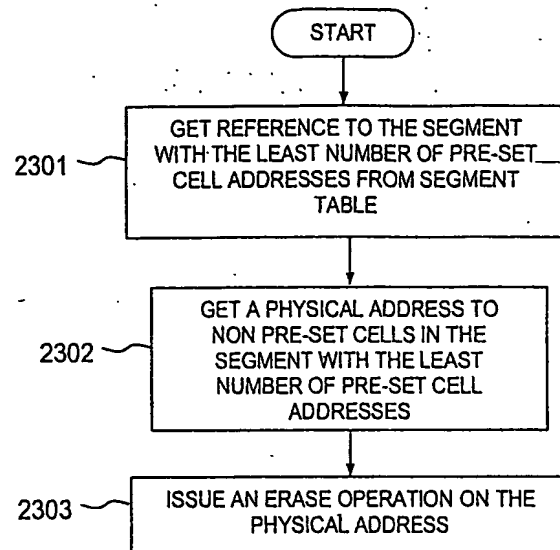 START
2301
GET REFERENCE TO THE SEGMENT
WITH THE LEAST NUMBER OF PRE-SET
CELL ADDRESSES FROM SEGMENT
TABLE
2302
GET A PHYSICAL ADDRESS TO
NON PRE-SET CELLS IN THE
SEGMENT WITH THE LEAST
NUMBER OF PRE-SET CELL
ADDRESSES
2303
ISSUE AN ERASE OPERATION ON THE
PHYSICAL ADDRESS